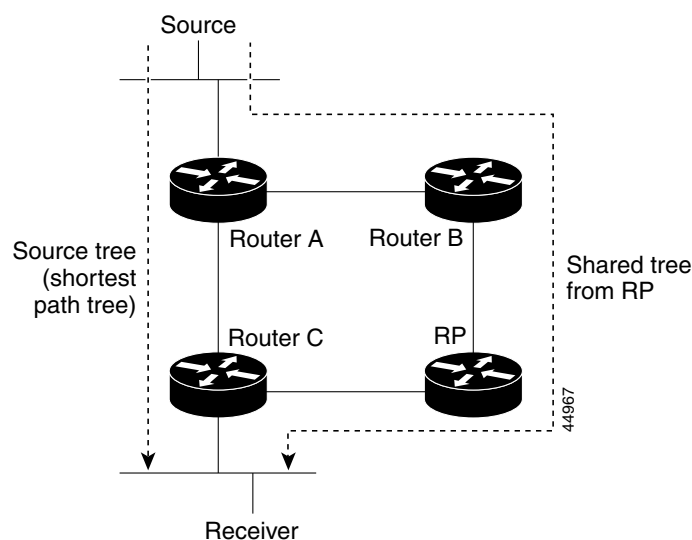 Source
Router A
Router B
Source tree
(shortest
path tree)
Shared tree
from RP
Router C
RP
44967
Receiver